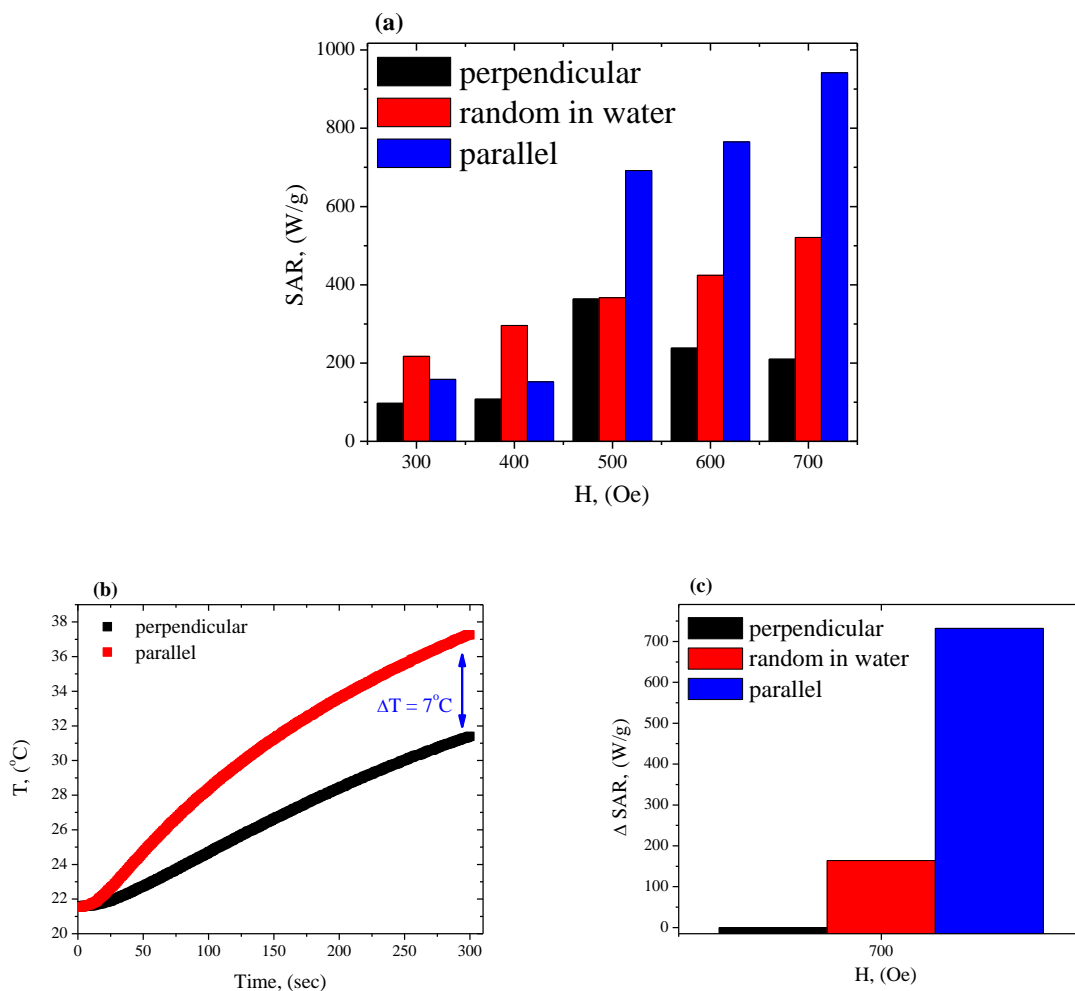 (a)
1000
800
600
400
200
0
SAR, (W/g)
perpendicular
random in water
parallel
300 400 500 600 700
H, (Oe)
(b)
38
36
34
32
30
28
26
24
22
20
T, (°C)
perpendicular
parallel
ΔT = 7°C
0 50 100 150 200 250 300
Time, (sec)
(c)
700
600
500
400
300
200
100
0
Δ SAR, (W/g)
perpendicular
random in water
parallel
700
H, (Oe)